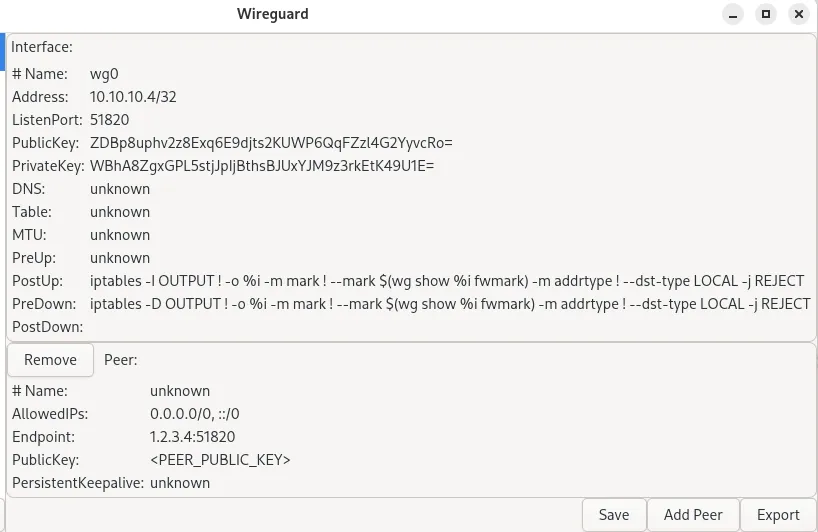 Wireguard
Interface:
# Name: wg0
Address: 10.10.10.4/32
ListenPort: 51820
PublicKey: ZDBp8uphv2z8Exq6E9djts2KUWP6QqFZzl4G2YyvcRo=
PrivateKey: WBhA8ZgxGPL5stjJpIjBthsBJUxYJM9z3rkEtK49U1E=
DNS: unknown
Table: unknown
MTU: unknown
PreUp: unknown
PostUp: iptables -I OUTPUT ! -o %i -m mark ! --mark $(wg show %i fwmark) -m addrtype ! --dst-type LOCAL -j REJECT
PreDown: iptables -D OUTPUT ! -o %i -m mark ! --mark $(wg show %i fwmark) -m addrtype ! --dst-type LOCAL -j REJECT
PostDown:
Remove Peer:
# Name: unknown
AllowedIPs: 0.0.0.0/0, ::/0
Endpoint: 1.2.3.4:51820
PublicKey: <PEER_PUBLIC_KEY>
PersistentKeepalive: unknown
Save Add Peer Export